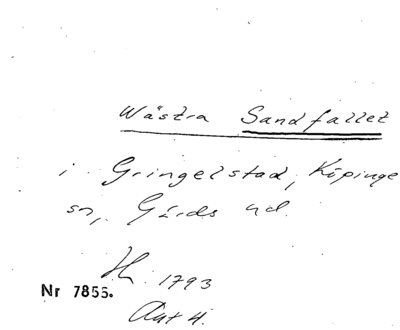 Wästra Sandfallet
i Gringelstad, Köpinge
sn, Gärds hd.
H. 1793
Nr 7855.
Akt 4.